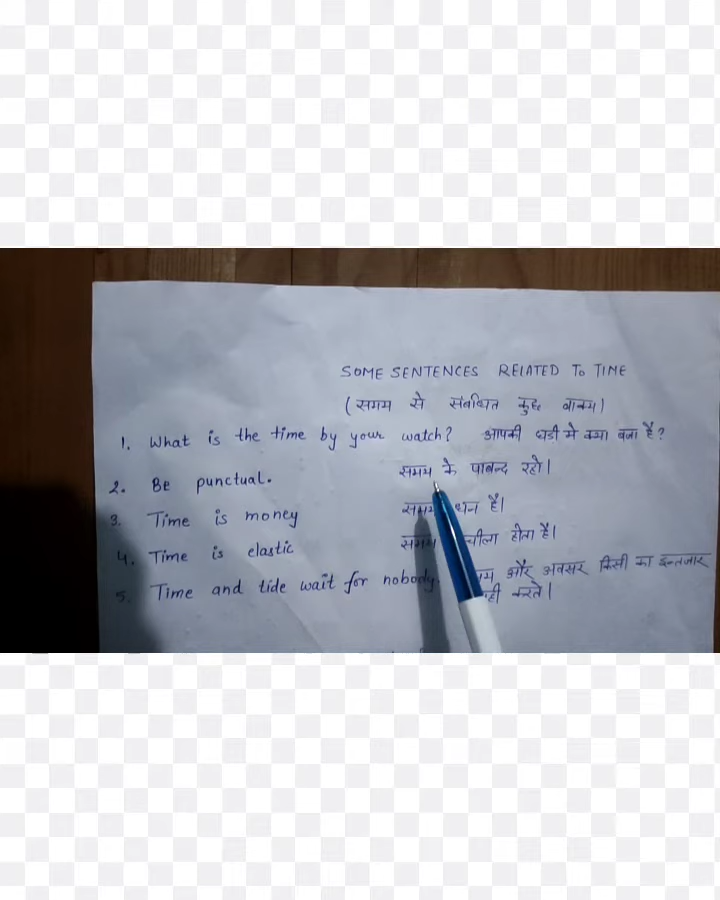 SOME SENTENCES RELATED TO TIME
(समय से संबंधित कुछ वाक्य)
1. What is the time by your watch? आपकी घडी मे क्या बजा है?
2. Be punctual. समय के पाबन्द रहो।
3. Time is money समय धन है।
4. Time is elastic समय चीला होता है।
5. Time and tide wait for nobody. और अवसर किसी का इन्तजार
करते।